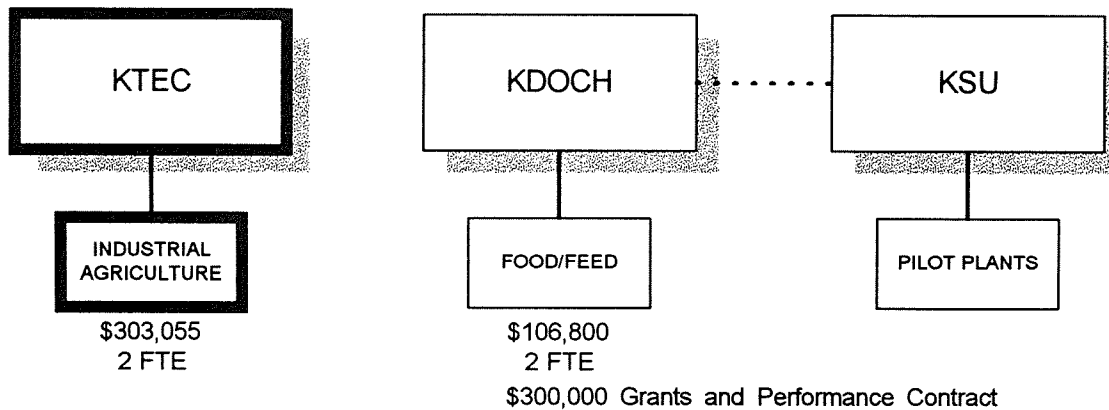 KTEC
KDOCH
KSU
INDUSTRIAL
AGRICULTURE
FOOD/FEED
PILOT PLANTS
$303,055
2 FTE
$106,800
2 FTE
$300,000 Grants and Performance Contract